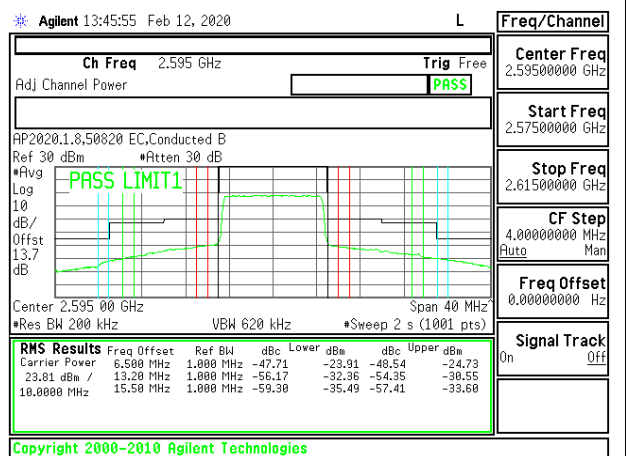 Agilent 13:45:55 Feb 12, 2020 L Freq/Channel
Ch Freq 2.595 GHz Trig Free
Adj Channel Power PASS
AP2020.1.8,50820 EC,Conducted B
Ref 30 dBm #Atten 30 dB
#Avg
Log
10
dB/
Offst
13.7
dB
PASS LIMIT1
Center 2.595 00 GHz Span 40 MHz^
#Res BW 200 kHz VBW 620 kHz #Sweep 2 s (1001 pts)
RMS Results Freq Offset Ref BW dBc Lower dBm dBc Upper dBm
Carrier Power 6.500 MHz 1.000 MHz -47.71 -23.91 -48.54 -24.73
23.81 dBm / 13.20 MHz 1.000 MHz -56.17 -32.36 -54.35 -30.55
10.0000 MHz 15.50 MHz 1.000 MHz -59.30 -35.49 -57.41 -33.60
Copyright 2000-2010 Agilent Technologies
Center Freq
2.59500000 GHz
Start Freq
2.57500000 GHz
Stop Freq
2.61500000 GHz
CF Step
4.00000000 MHz
Auto Man
Freq Offset
0.00000000 Hz
Signal Track
On Off